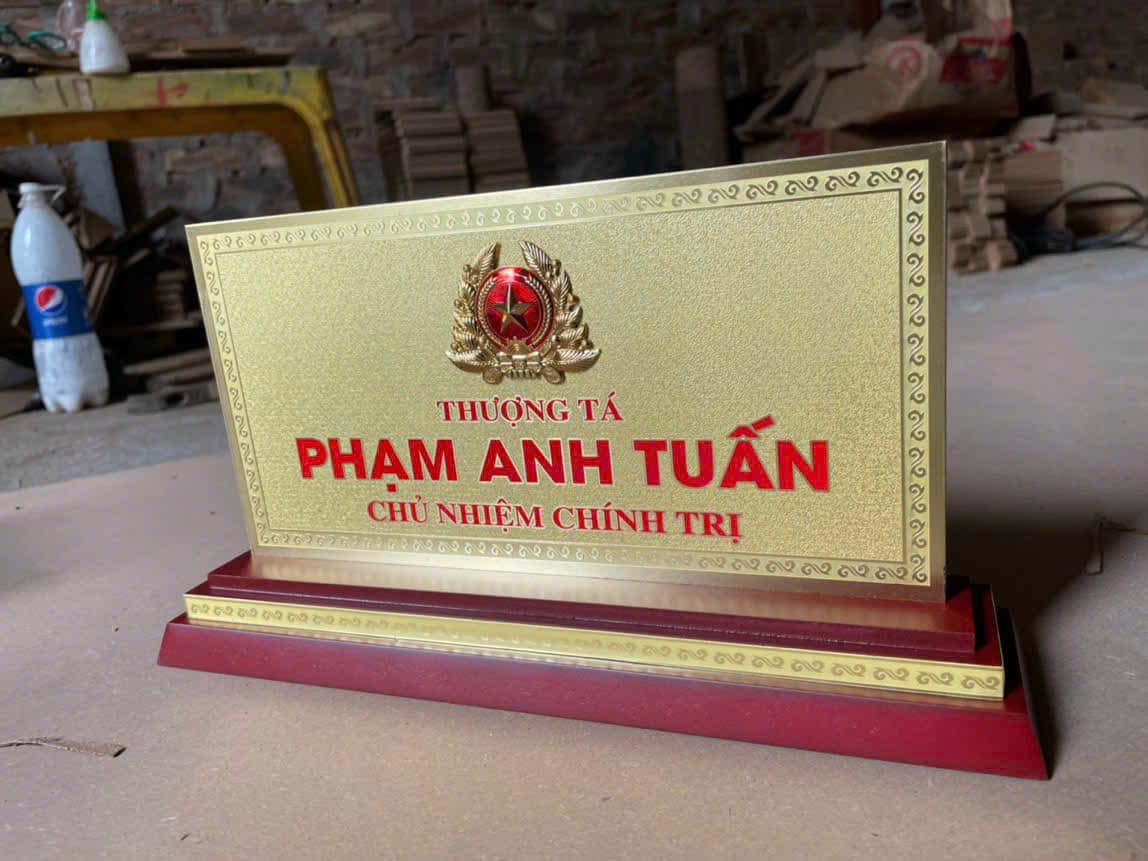 THƯỢNG TÁ
PHẠM ANH TUẤN
CHỦ NHIỆM CHÍNH TRỊ